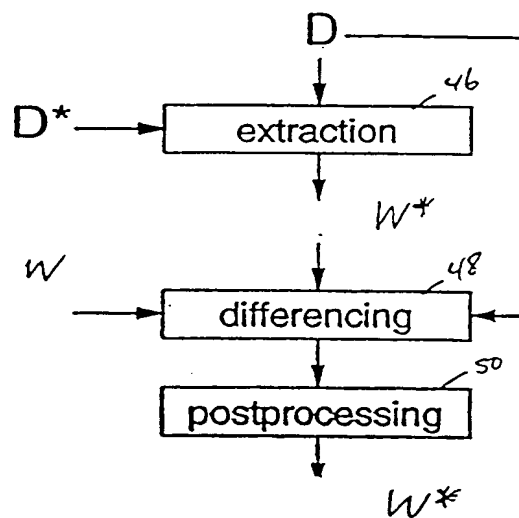 D
46
D*
extraction
W*
W
48
differencing
50
postprocessing
W*